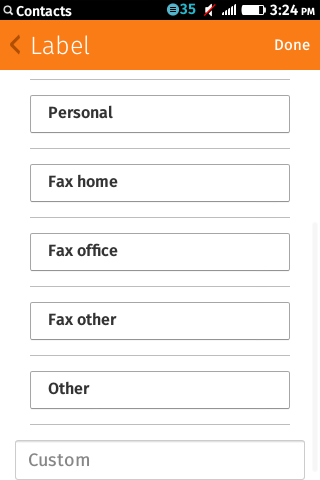 Contacts 35 3:24 PM
Label Done
Personal
Fax home
Fax office
Fax other
Other
Custom